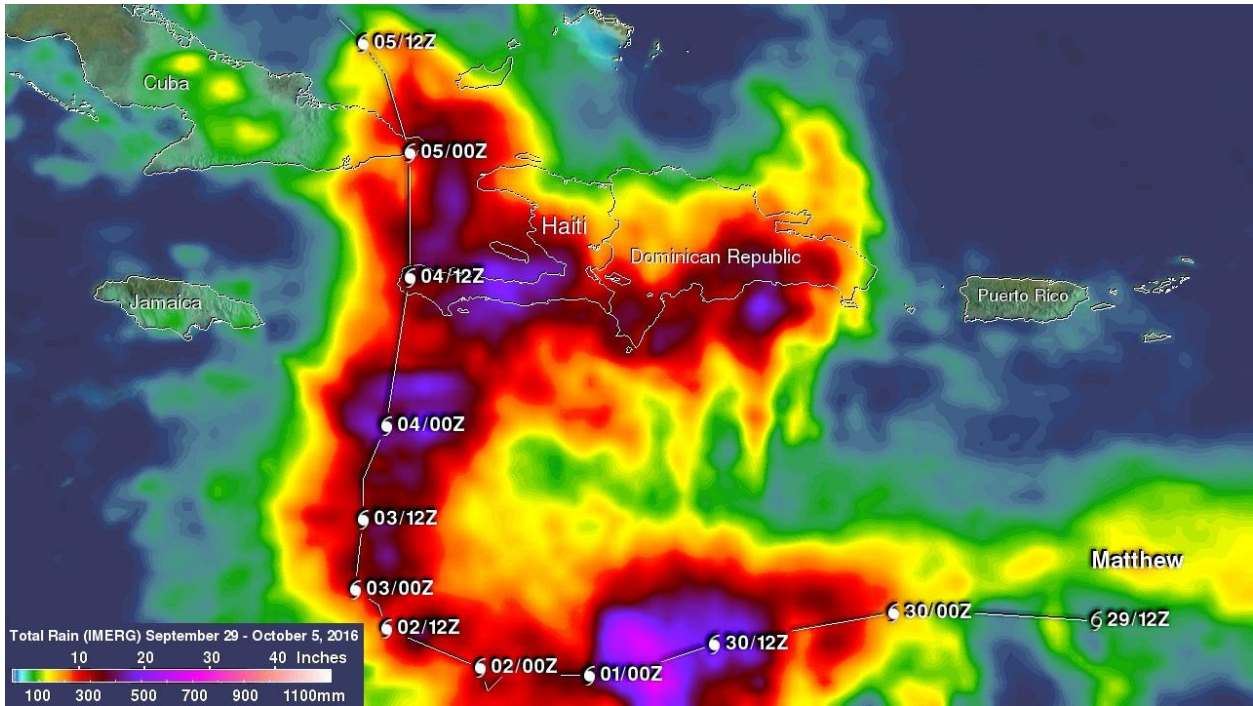 05/12Z
Cuba
05/00Z
Haiti
Dominican Republic
04/12Z
Jamaica
Puerto Rico
04/00Z
03/12Z
Matthew
03/00Z
30/00Z
29/12Z
02/12Z
30/12Z
02/00Z
01/00Z
Total Rain (IMERG) September 29 - October 5, 2016
10 20 30 40 Inches
100 300 500 700 900 1100mm